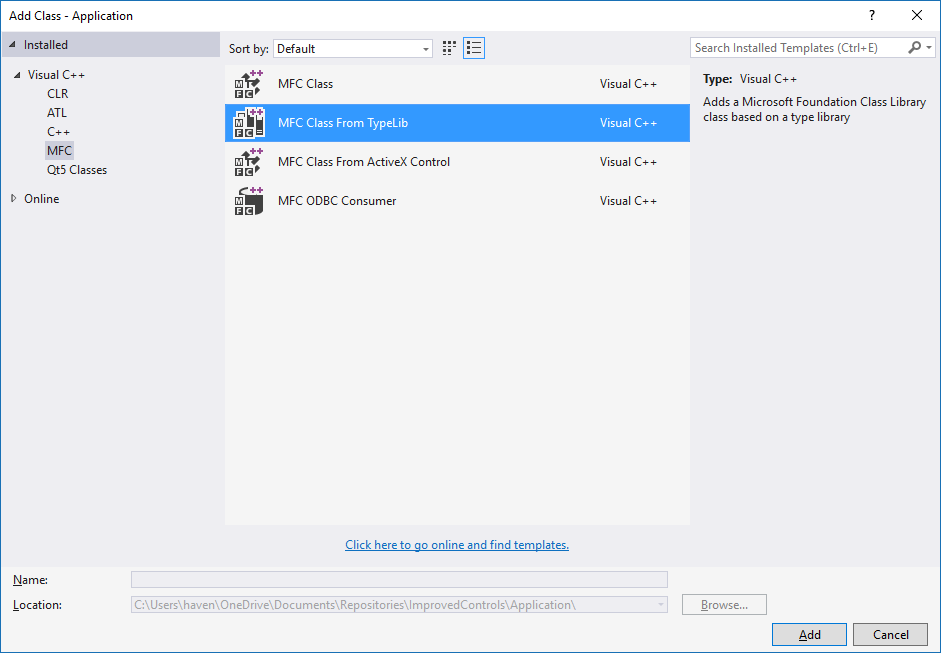 Add Class - Application
?
Installed
Sort by: Default
Search Installed Templates (Ctrl+E)
Visual C++
CLR
ATL
C++
MFC
Qt5 Classes
Online
MFC Class Visual C++
MFC Class From TypeLib Visual C++
MFC Class From ActiveX Control Visual C++
MFC ODBC Consumer Visual C++
Type: Visual C++
Adds a Microsoft Foundation Class Library
class based on a type library
Click here to go online and find templates.
Name:
Location: C:\Users\haven\OneDrive\Documents\Repositories\ImprovedControls\Application\ Browse...
Add Cancel